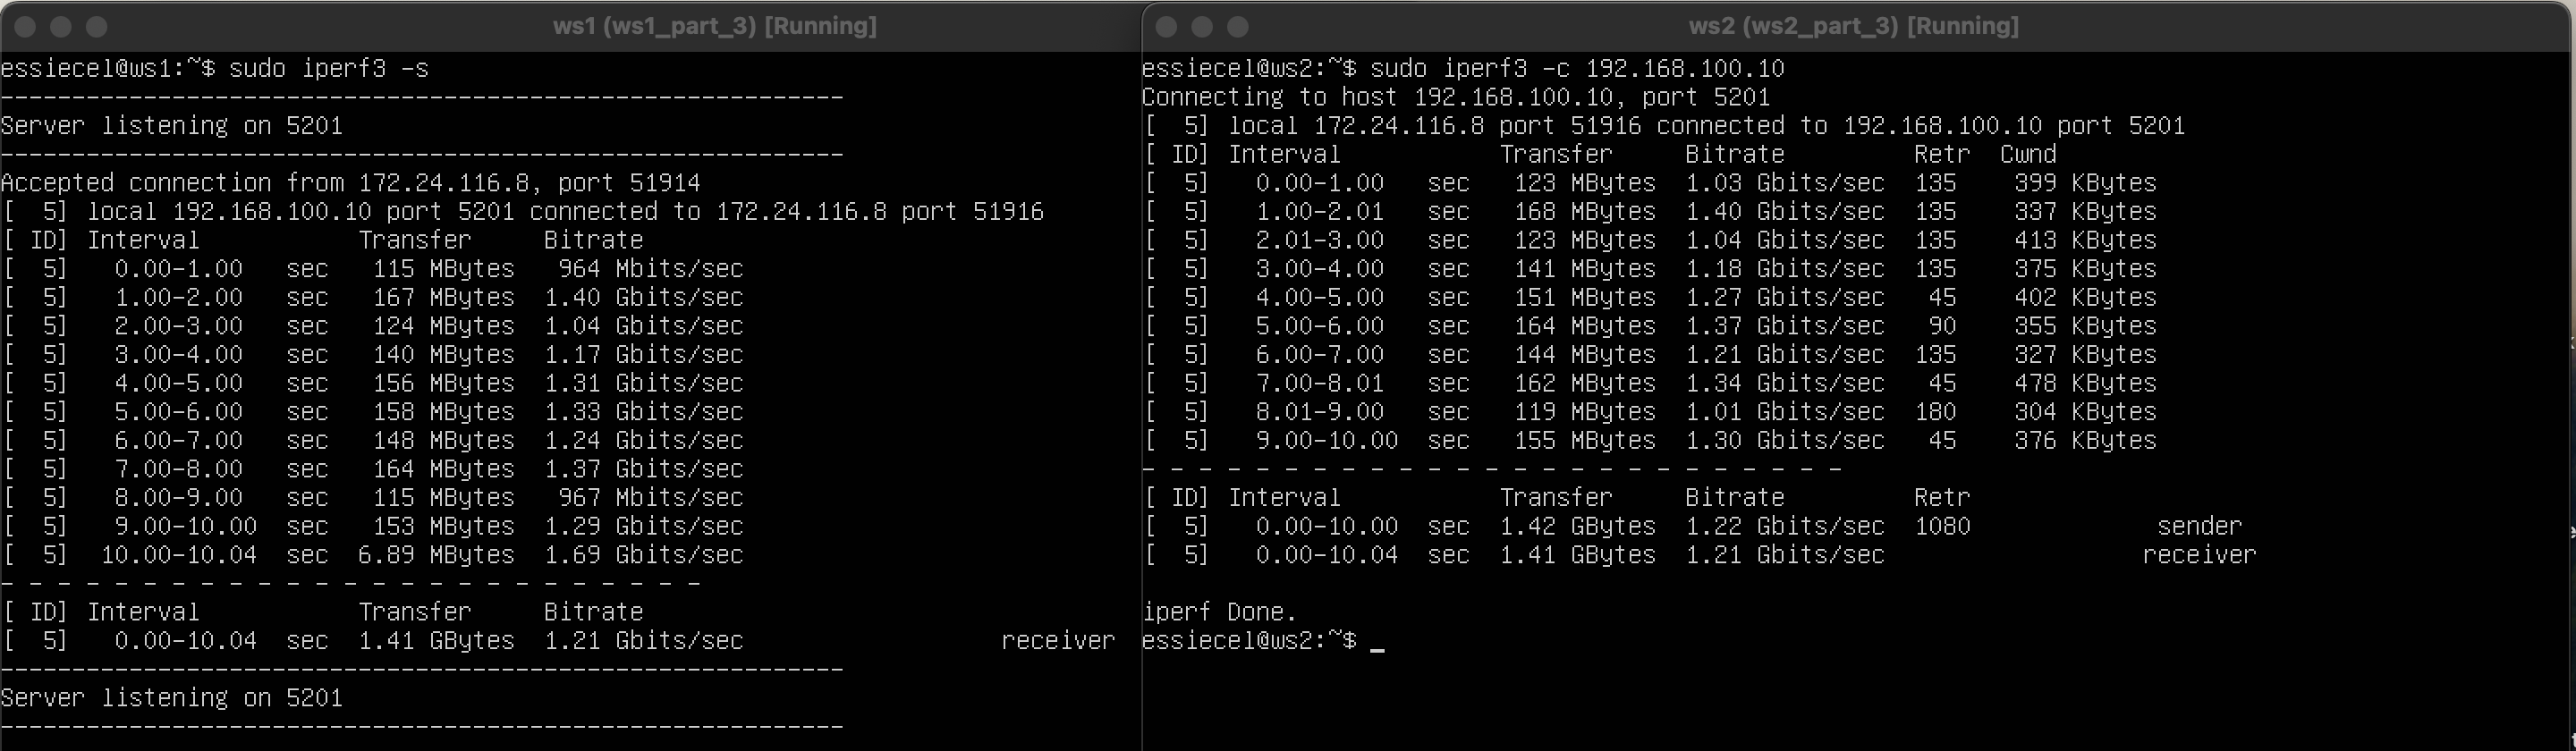 ws1 (ws1_part_3) [Running]
essiecel@ws1:~$ sudo iperf3 -s
-----------------------------------------------------------
Server listening on 5201
-----------------------------------------------------------
Accepted connection from 172.24.116.8, port 51914
[  5] local 192.168.100.10 port 5201 connected to 172.24.116.8 port 51916
[ ID] Interval           Transfer     Bitrate
[  5]   0.00-1.00   sec   115 MBytes   964 Mbits/sec
[  5]   1.00-2.00   sec   167 MBytes  1.40 Gbits/sec
[  5]   2.00-3.00   sec   124 MBytes  1.04 Gbits/sec
[  5]   3.00-4.00   sec   140 MBytes  1.17 Gbits/sec
[  5]   4.00-5.00   sec   156 MBytes  1.31 Gbits/sec
[  5]   5.00-6.00   sec   158 MBytes  1.33 Gbits/sec
[  5]   6.00-7.00   sec   148 MBytes  1.24 Gbits/sec
[  5]   7.00-8.00   sec   164 MBytes  1.37 Gbits/sec
[  5]   8.00-9.00   sec   115 MBytes   967 Mbits/sec
[  5]   9.00-10.00  sec   153 MBytes  1.29 Gbits/sec
[  5]  10.00-10.04  sec  6.89 MBytes  1.69 Gbits/sec
- - - - - - - - - - - - - - - - - - - - - - - - -
[ ID] Interval           Transfer     Bitrate
[  5]   0.00-10.04  sec  1.41 GBytes  1.21 Gbits/sec                  receiver
-----------------------------------------------------------
Server listening on 5201
-----------------------------------------------------------
ws2 (ws2_part_3) [Running]
essiecel@ws2:~$ sudo iperf3 -c 192.168.100.10
Connecting to host 192.168.100.10, port 5201
[  5] local 172.24.116.8 port 51916 connected to 192.168.100.10 port 5201
[ ID] Interval           Transfer     Bitrate         Retr  Cwnd
[  5]   0.00-1.00   sec   123 MBytes  1.03 Gbits/sec  135    399 KBytes
[  5]   1.00-2.01   sec   168 MBytes  1.40 Gbits/sec  135    337 KBytes
[  5]   2.01-3.00   sec   123 MBytes  1.04 Gbits/sec  135    413 KBytes
[  5]   3.00-4.00   sec   141 MBytes  1.18 Gbits/sec  135    375 KBytes
[  5]   4.00-5.00   sec   151 MBytes  1.27 Gbits/sec   45    402 KBytes
[  5]   5.00-6.00   sec   164 MBytes  1.37 Gbits/sec   90    355 KBytes
[  5]   6.00-7.00   sec   144 MBytes  1.21 Gbits/sec  135    327 KBytes
[  5]   7.00-8.01   sec   162 MBytes  1.34 Gbits/sec   45    478 KBytes
[  5]   8.01-9.00   sec   119 MBytes  1.01 Gbits/sec  180    304 KBytes
[  5]   9.00-10.00  sec   155 MBytes  1.30 Gbits/sec   45    376 KBytes
- - - - - - - - - - - - - - - - - - - - - - - - -
[ ID] Interval           Transfer     Bitrate         Retr
[  5]   0.00-10.00  sec  1.42 GBytes  1.22 Gbits/sec  1080             sender
[  5]   0.00-10.04  sec  1.41 GBytes  1.21 Gbits/sec                  receiver
iperf Done.
essiecel@ws2:~$ _